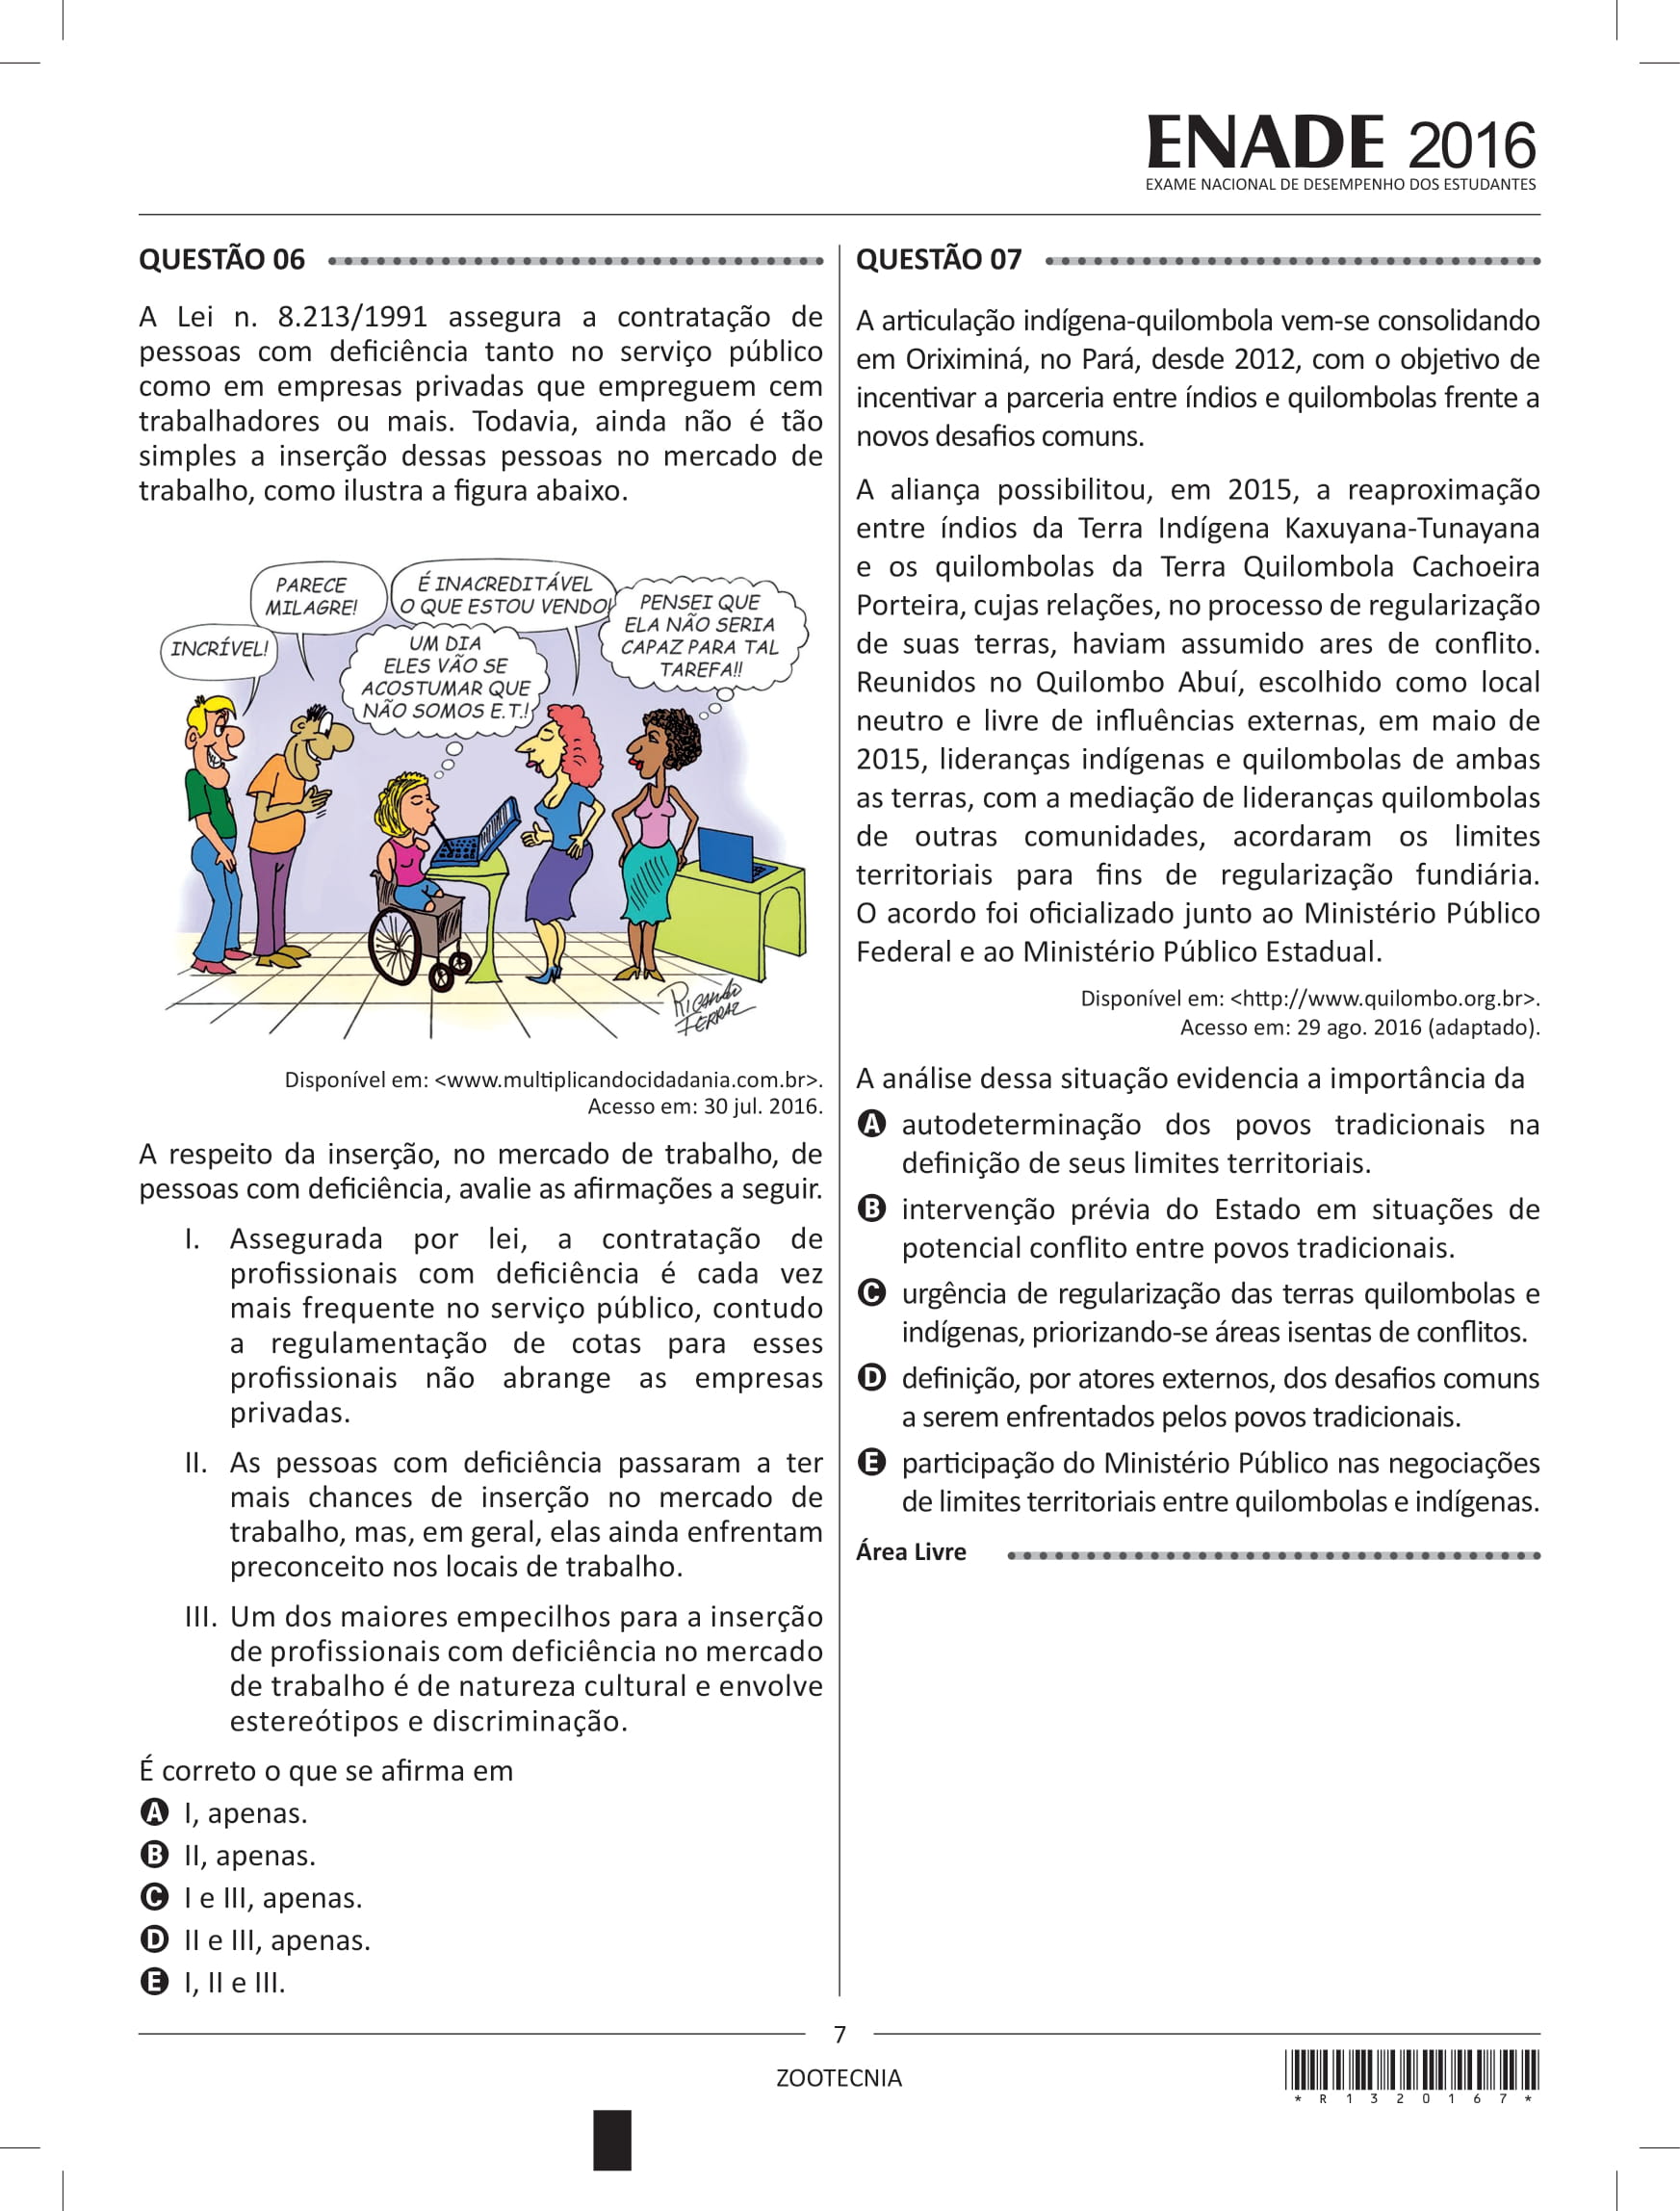 ENADE 2016
EXAME NACIONAL DE DESEMPENHO DOS ESTUDANTES
QUESTÃO 06
A Lei n. 8.213/1991 assegura a contratação de
pessoas com deficiência tanto no serviço público
como em empresas privadas que empreguem cem
trabalhadores ou mais. Todavia, ainda não é tão
simples a inserção dessas pessoas no mercado de
trabalho, como ilustra a figura abaixo.
INCRÍVEL!
PARECE
MILAGRE!
É INACREDITÁVEL
O QUE ESTOU VENDO!
UM DIA
ELES VÃO SE
ACOSTUMAR QUE
NÃO SOMOS E.T.!
PENSEI QUE
ELA NÃO SERIA
CAPAZ PARA TAL
TAREFA!!
RICARDO
FERRAZ
Disponível em: <www.multiplicandocidadania.com.br>.
Acesso em: 30 jul. 2016.
A respeito da inserção, no mercado de trabalho, de
pessoas com deficiência, avalie as afirmações a seguir.
I. Assegurada por lei, a contratação de
profissionais com deficiência é cada vez
mais frequente no serviço público, contudo
a regulamentação de cotas para esses
profissionais não abrange as empresas
privadas.
II. As pessoas com deficiência passaram a ter
mais chances de inserção no mercado de
trabalho, mas, em geral, elas ainda enfrentam
preconceito nos locais de trabalho.
III. Um dos maiores empecilhos para a inserção
de profissionais com deficiência no mercado
de trabalho é de natureza cultural e envolve
estereótipos e discriminação.
É correto o que se afirma em
A I, apenas.
B II, apenas.
C I e III, apenas.
D II e III, apenas.
E I, II e III.
QUESTÃO 07
A articulação indígena-quilombola vem-se consolidando
em Oriximiná, no Pará, desde 2012, com o objetivo de
incentivar a parceria entre índios e quilombolas frente a
novos desafios comuns.
A aliança possibilitou, em 2015, a reaproximação
entre índios da Terra Indígena Kaxuyana-Tunayana
e os quilombolas da Terra Quilombola Cachoeira
Porteira, cujas relações, no processo de regularização
de suas terras, haviam assumido ares de conflito.
Reunidos no Quilombo Abuí, escolhido como local
neutro e livre de influências externas, em maio de
2015, lideranças indígenas e quilombolas de ambas
as terras, com a mediação de lideranças quilombolas
de outras comunidades, acordaram os limites
territoriais para fins de regularização fundiária.
O acordo foi oficializado junto ao Ministério Público
Federal e ao Ministério Público Estadual.
Disponível em: <http://www.quilombo.org.br>.
Acesso em: 29 ago. 2016 (adaptado).
A análise dessa situação evidencia a importância da
A autodeterminação dos povos tradicionais na
definição de seus limites territoriais.
B intervenção prévia do Estado em situações de
potencial conflito entre povos tradicionais.
C urgência de regularização das terras quilombolas e
indígenas, priorizando-se áreas isentas de conflitos.
D definição, por atores externos, dos desafios comuns
a serem enfrentados pelos povos tradicionais.
E participação do Ministério Público nas negociações
de limites territoriais entre quilombolas e indígenas.
Área Livre
7
ZOOTECNIA
* R 1 3 2 0 1 6 7 *